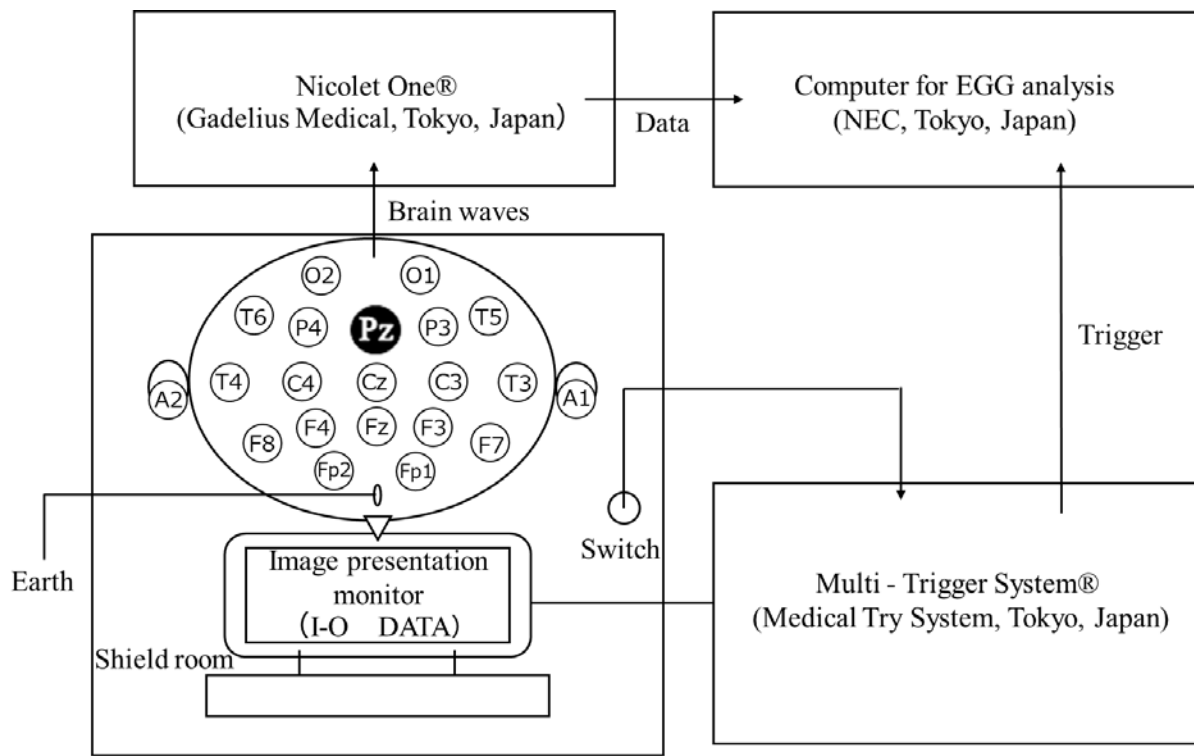 Nicolet One®
(Gadelius Medical, Tokyo, Japan)
Data
Computer for EGG analysis
(NEC, Tokyo, Japan)
Brain waves
Trigger
O2 O1
T6 P4 Pz P3 T5
A2 T4 C4 Cz C3 T3 A1
F8 F4 Fz F3 F7
Fp2 Fp1
Earth
Switch
Image presentation
monitor
(I-O DATA)
Shield room
Multi - Trigger System®
(Medical Try System, Tokyo, Japan)